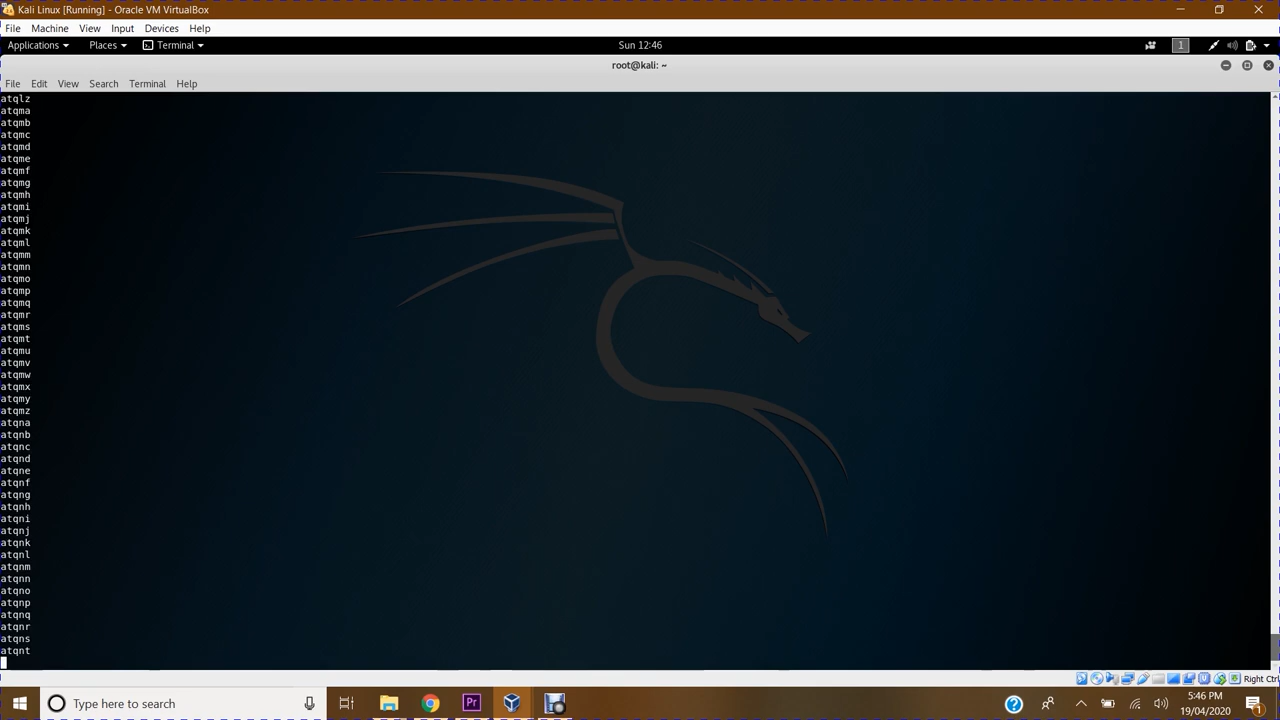 Kali Linux [Running] - Oracle VM VirtualBox
File Machine View Input Devices Help
Applications Places Terminal Sun 12:46 1
root@kali: ~
File Edit View Search Terminal Help
atqlz
atqma
atqmb
atqmc
atqmd
atqme
atqmf
atqmg
atqmh
atqmi
atqmj
atqmk
atqml
atqmm
atqmn
atqmo
atqmp
atqmq
atqmr
atqms
atqmt
atqmu
atqmv
atqmw
atqmx
atqmy
atqmz
atqna
atqnb
atqnc
atqnd
atqne
atqnf
atqng
atqnh
atqni
atqnj
atqnk
atqnl
atqnm
atqnn
atqno
atqnp
atqnq
atqnr
atqns
atqnt
Right Ctrl
Type here to search Pr 5:46 PM
19/04/2020 1